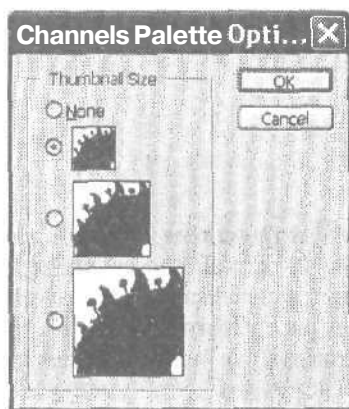 Channels Palette Opti...
Thumbnail Size
OK
None
Cancel